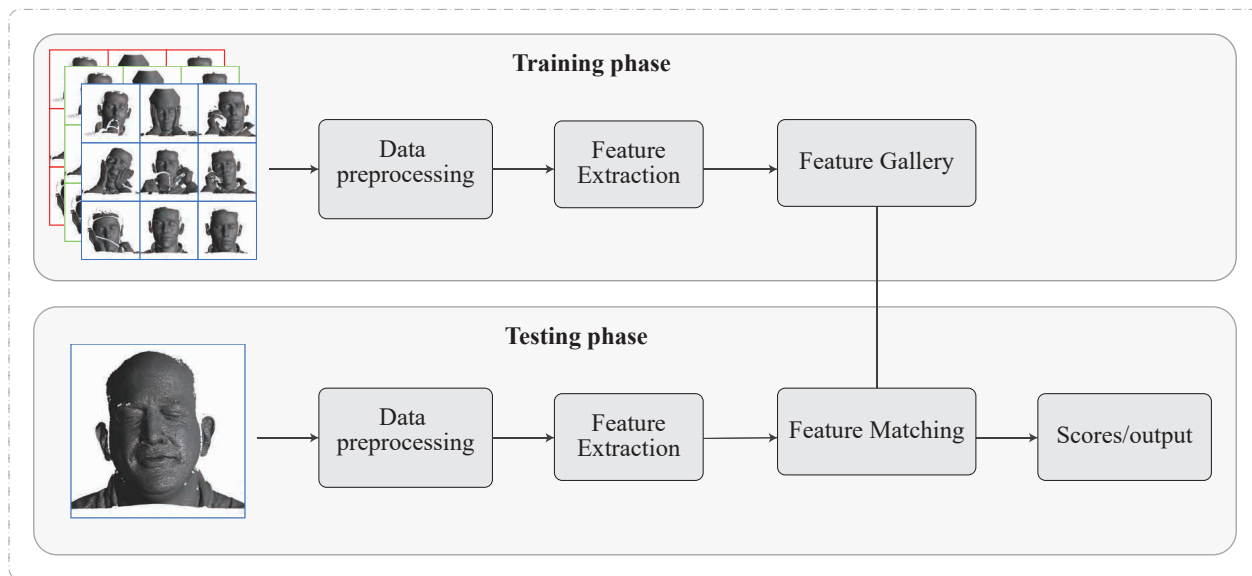 Training phase
Data
preprocessing
Feature
Extraction
Feature Gallery
Testing phase
Data
preprocessing
Feature
Extraction
Feature Matching
Scores/output